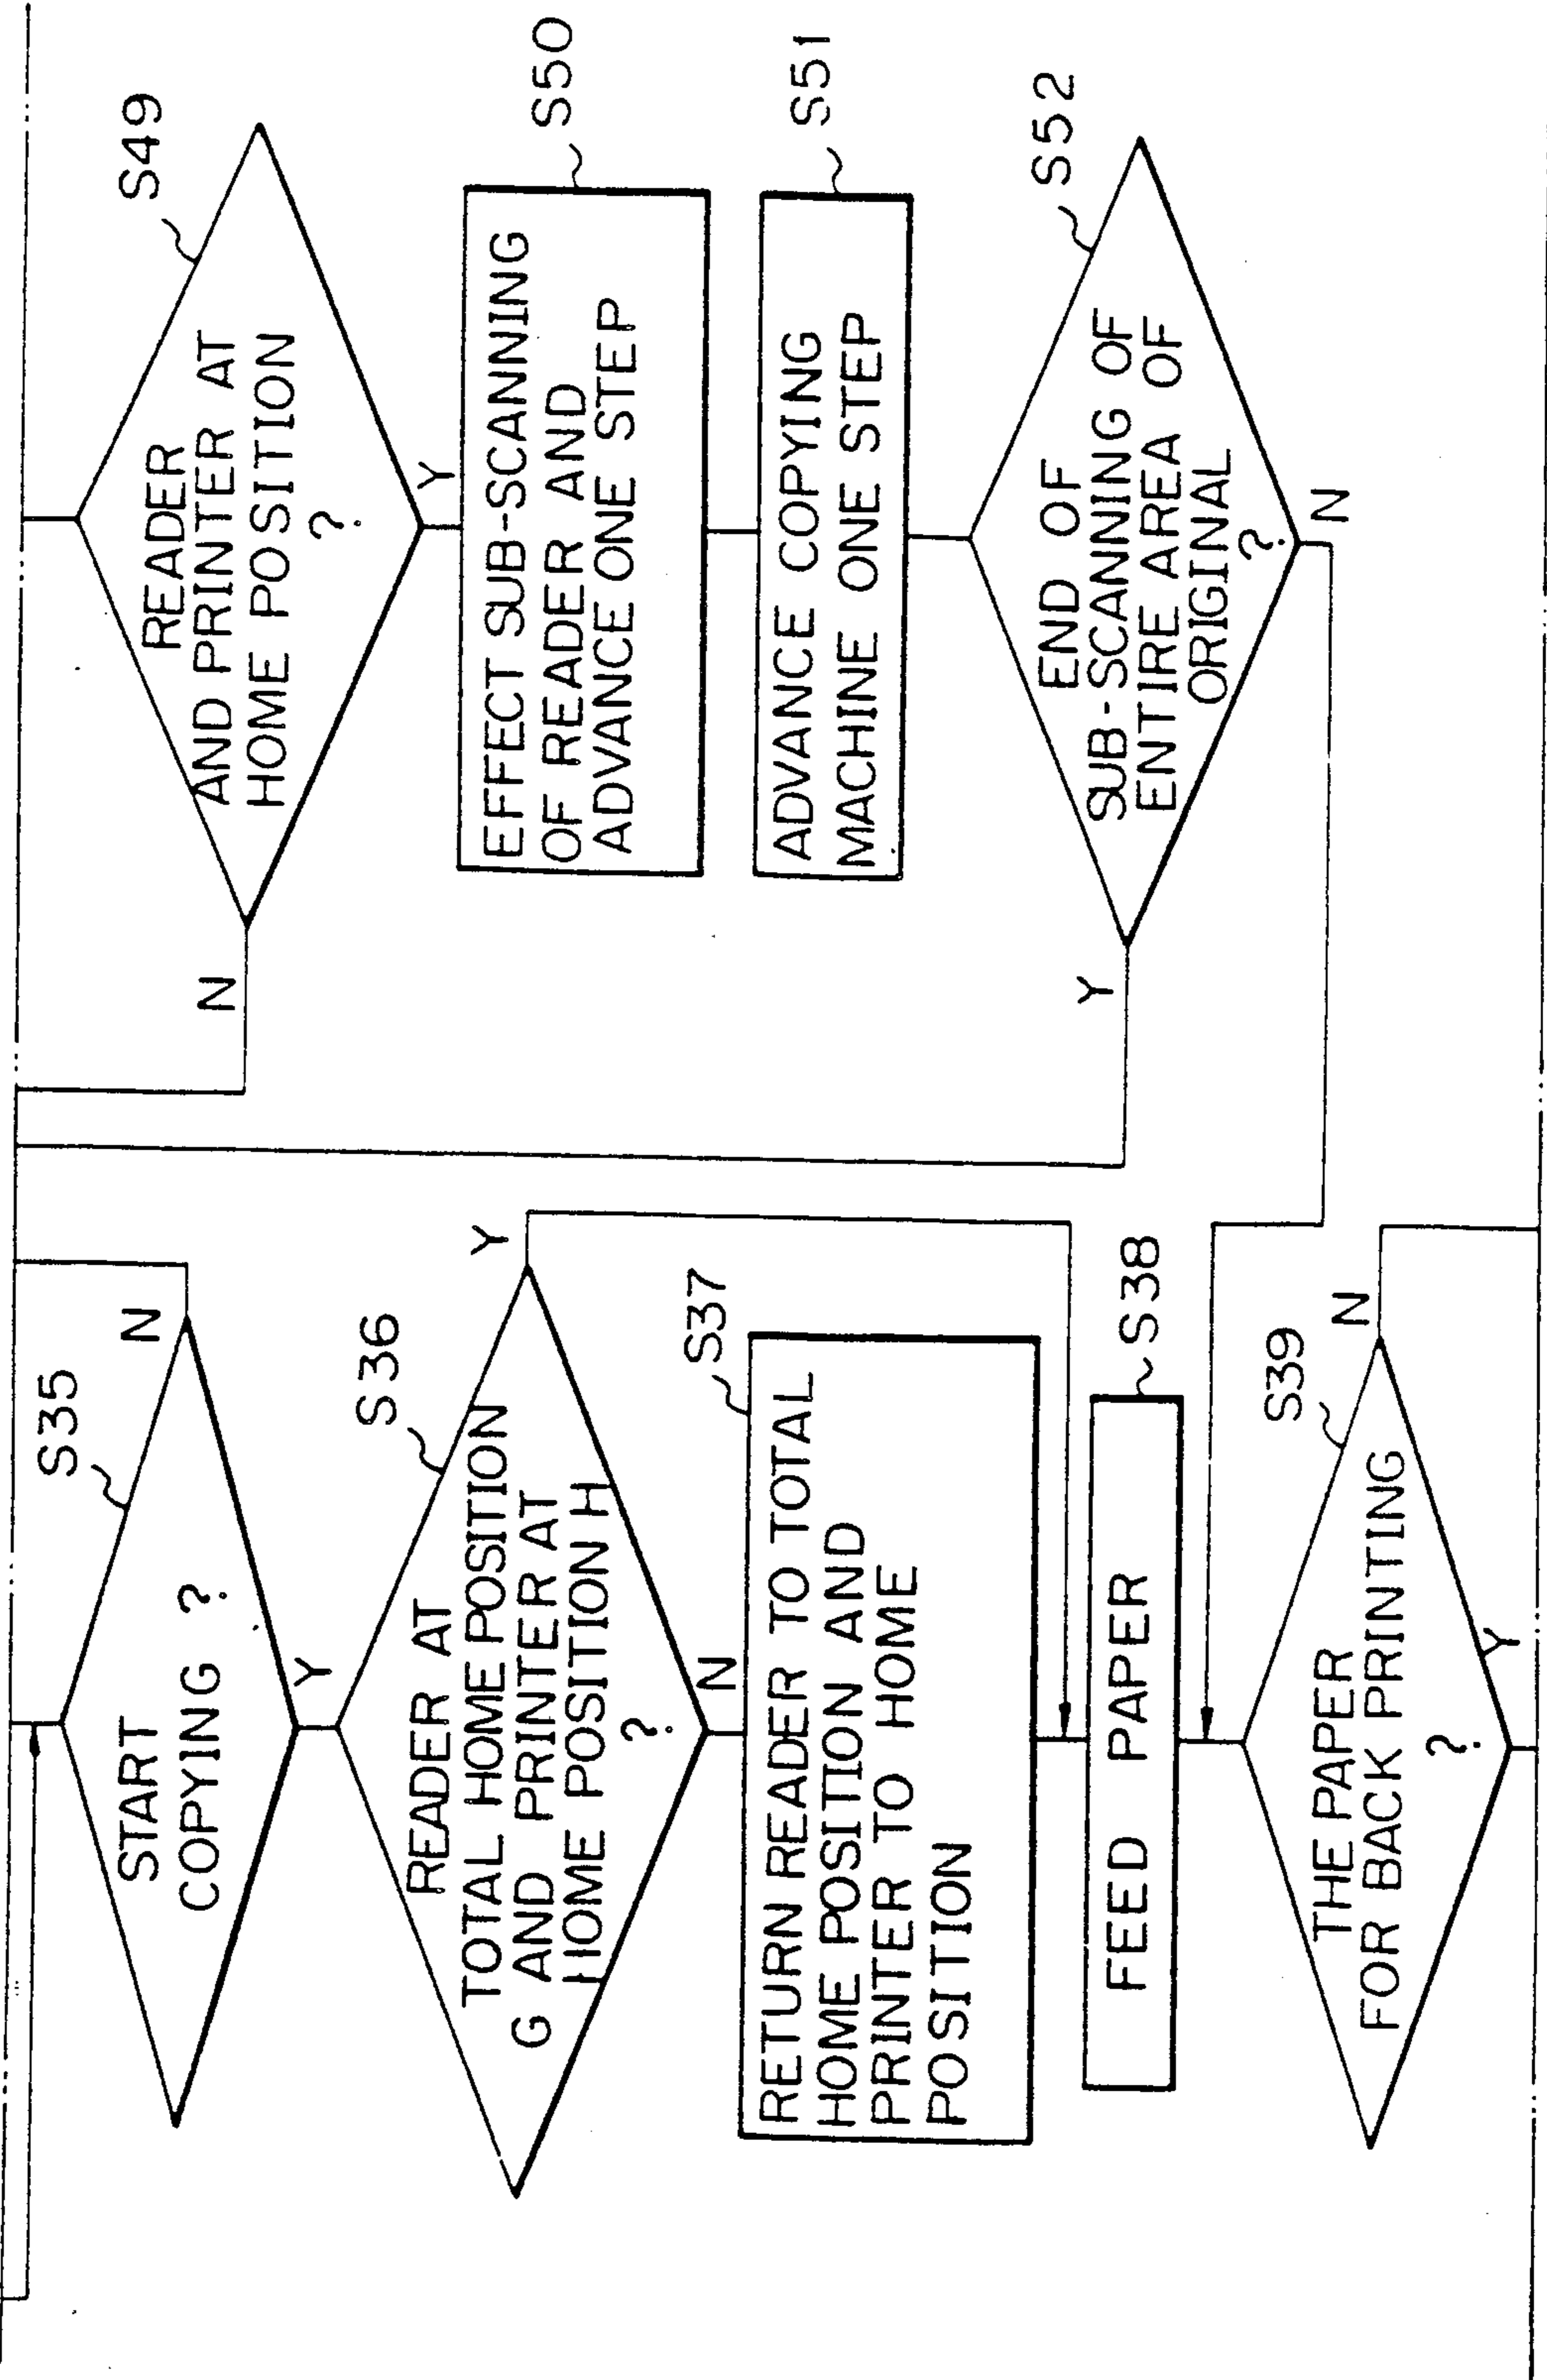 S35
START
COPYING ?
N
Y
S36
READER AT
TOTAL HOME POSITION
G AND PRINTER AT
HOME POSITION H
?
Y
N
S37
RETURN READER TO TOTAL
HOME POSITION AND
PRINTER TO HOME
POSITION
FEED PAPER
S38
S39
THE PAPER
FOR BACK PRINTING
?
N
Y
S49
READER
AND PRINTER AT
HOME POSITION
?
N
Y
EFFECT SUB-SCANNING
OF READER AND
ADVANCE ONE STEP
S50
ADVANCE COPYING
MACHINE ONE STEP
S51
S52
END OF
SUB-SCANNING OF
ENTIRE AREA OF
ORIGINAL
?
Y
N